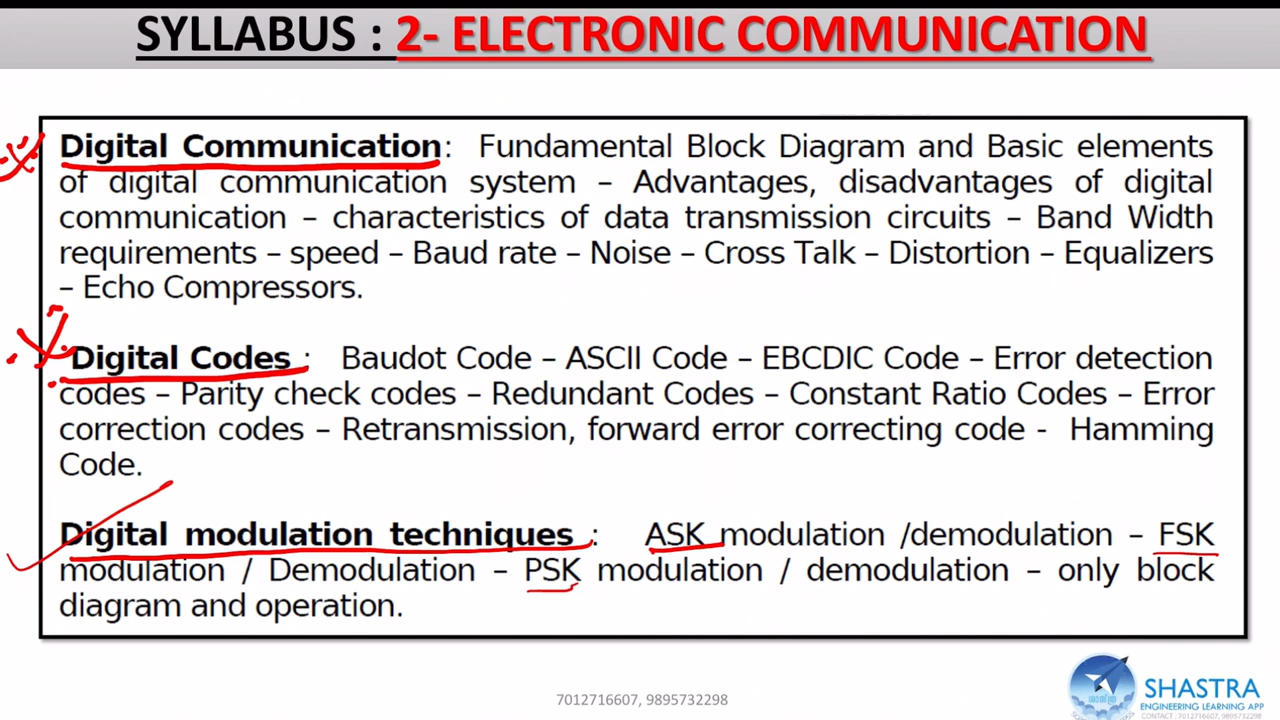 SYLLABUS : 2- ELECTRONIC COMMUNICATION
Digital Communication: Fundamental Block Diagram and Basic elements
of digital communication system – Advantages, disadvantages of digital
communication – characteristics of data transmission circuits – Band Width
requirements – speed – Baud rate – Noise – Cross Talk – Distortion – Equalizers
– Echo Compressors.
Digital Codes : Baudot Code – ASCII Code – EBCDIC Code – Error detection
codes – Parity check codes – Redundant Codes – Constant Ratio Codes – Error
correction codes – Retransmission, forward error correcting code - Hamming
Code.
Digital modulation techniques : ASK modulation /demodulation – FSK
modulation / Demodulation – PSK modulation / demodulation – only block
diagram and operation.
7012716607, 9895732298
SHASTRA
ENGINEERING LEARNING APP
CONTACT : 7012716607, 9895732298